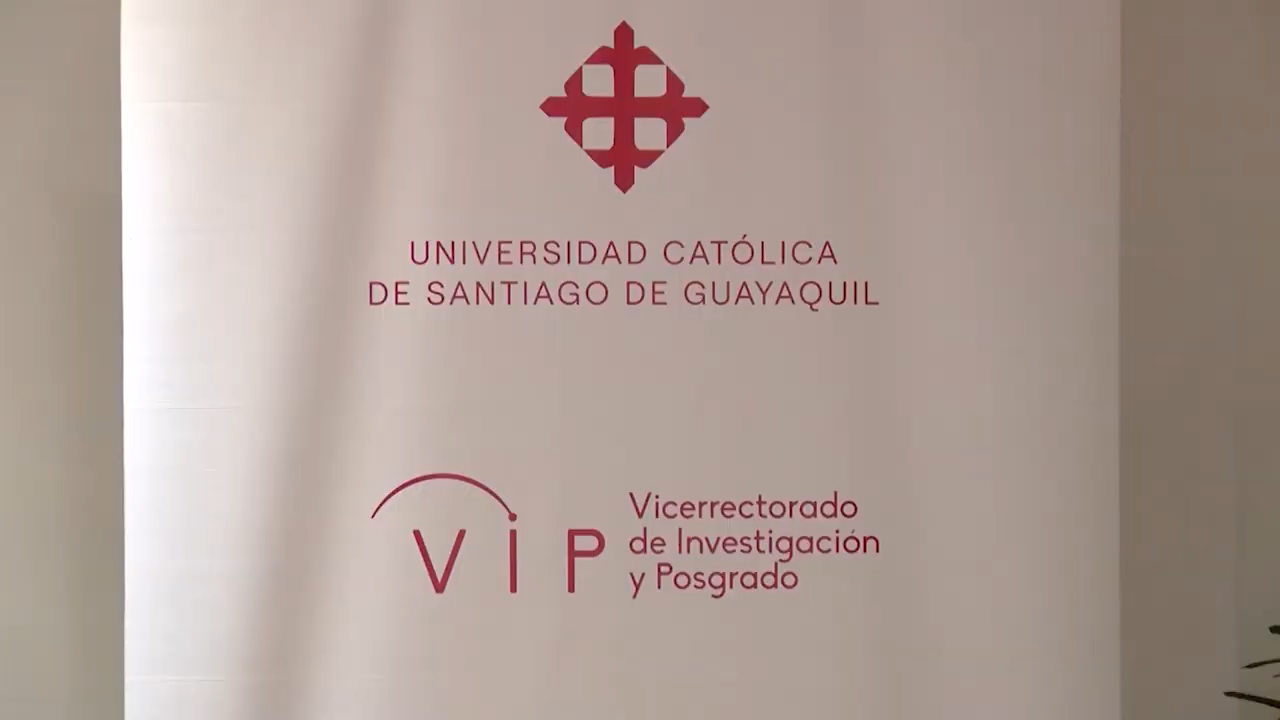 UNIVERSIDAD CATÓLICA
DE SANTIAGO DE GUAYAQUIL
ViP
Vicerrectorado
de Investigación
y Posgrado